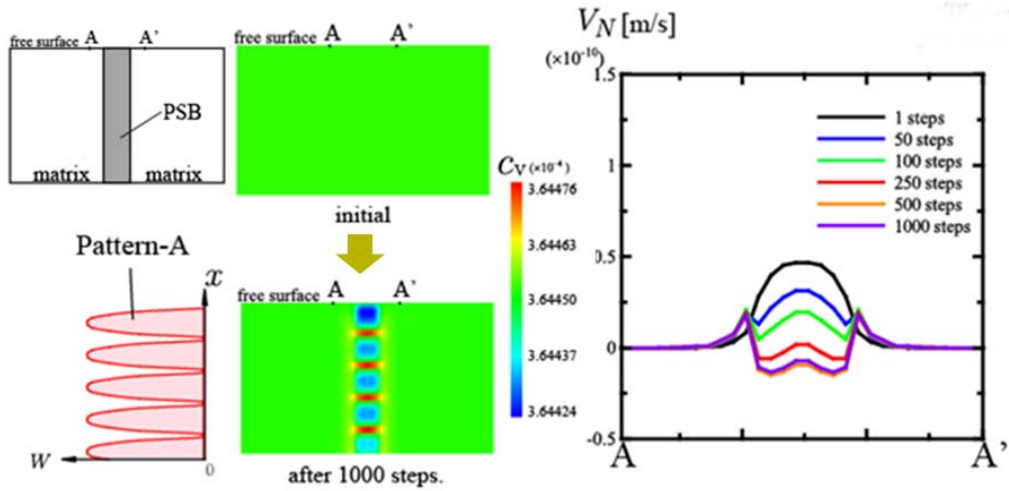 free surface A A'
PSB
matrix matrix
free surface A A'
initial
Pattern-A
x
W
0
free surface A A'
after 1000 steps.
C_V (×10⁻⁴)
3.64476
3.64463
3.64450
3.64437
3.64424
V_N [m/s]
(×10⁻¹⁰)
1.5
1
0.5
0
-0.5
A A'
1 steps
50 steps
100 steps
250 steps
500 steps
1000 steps